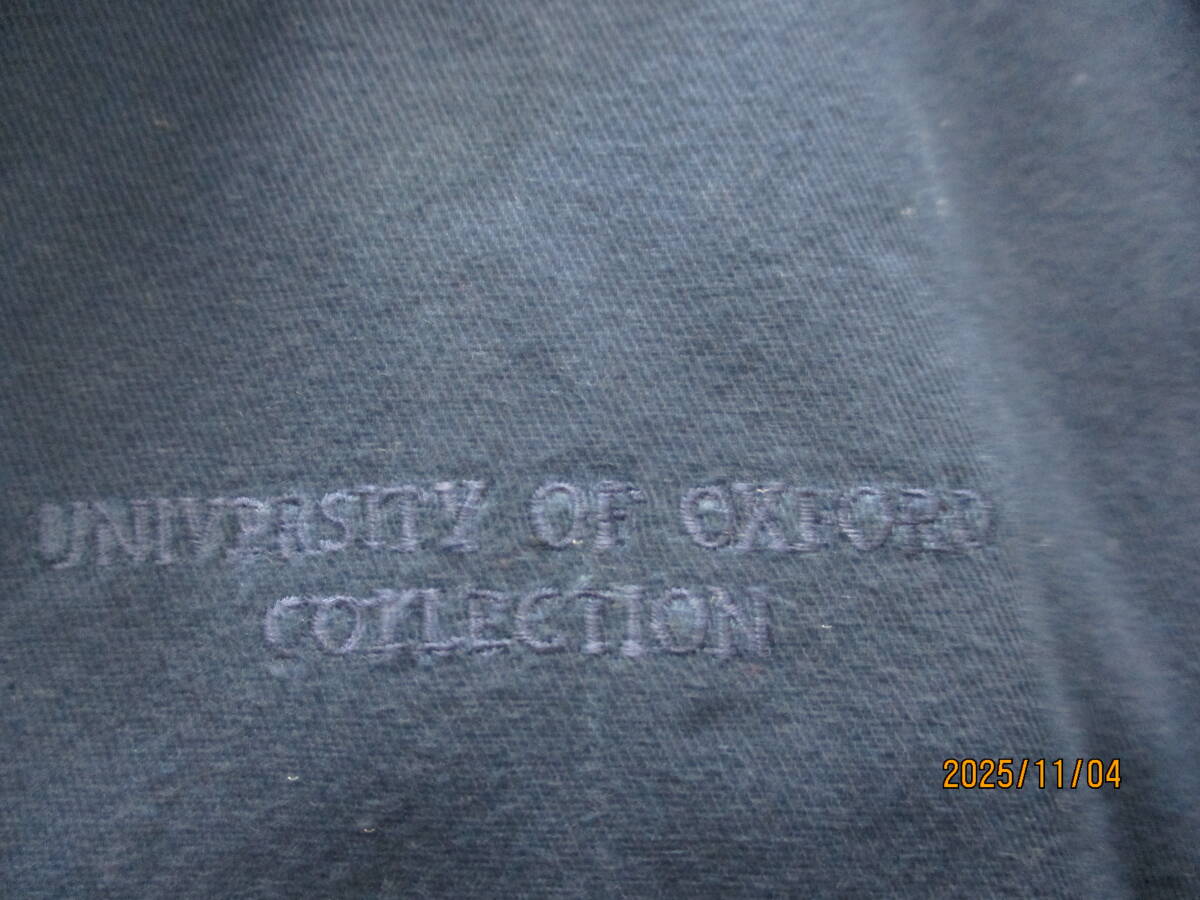 UNIVERSITY OF OXFORD
COLLECTION
2025/11/04